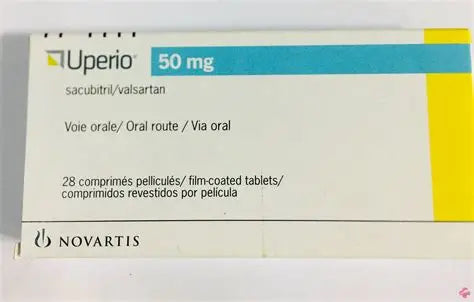 Uperio® 50 mg
sacubitril/valsartan
Voie orale/ Oral route / Via oral
28 comprimés pelliculés/ film-coated tablets/
comprimidos revestidos por película
NOVARTIS